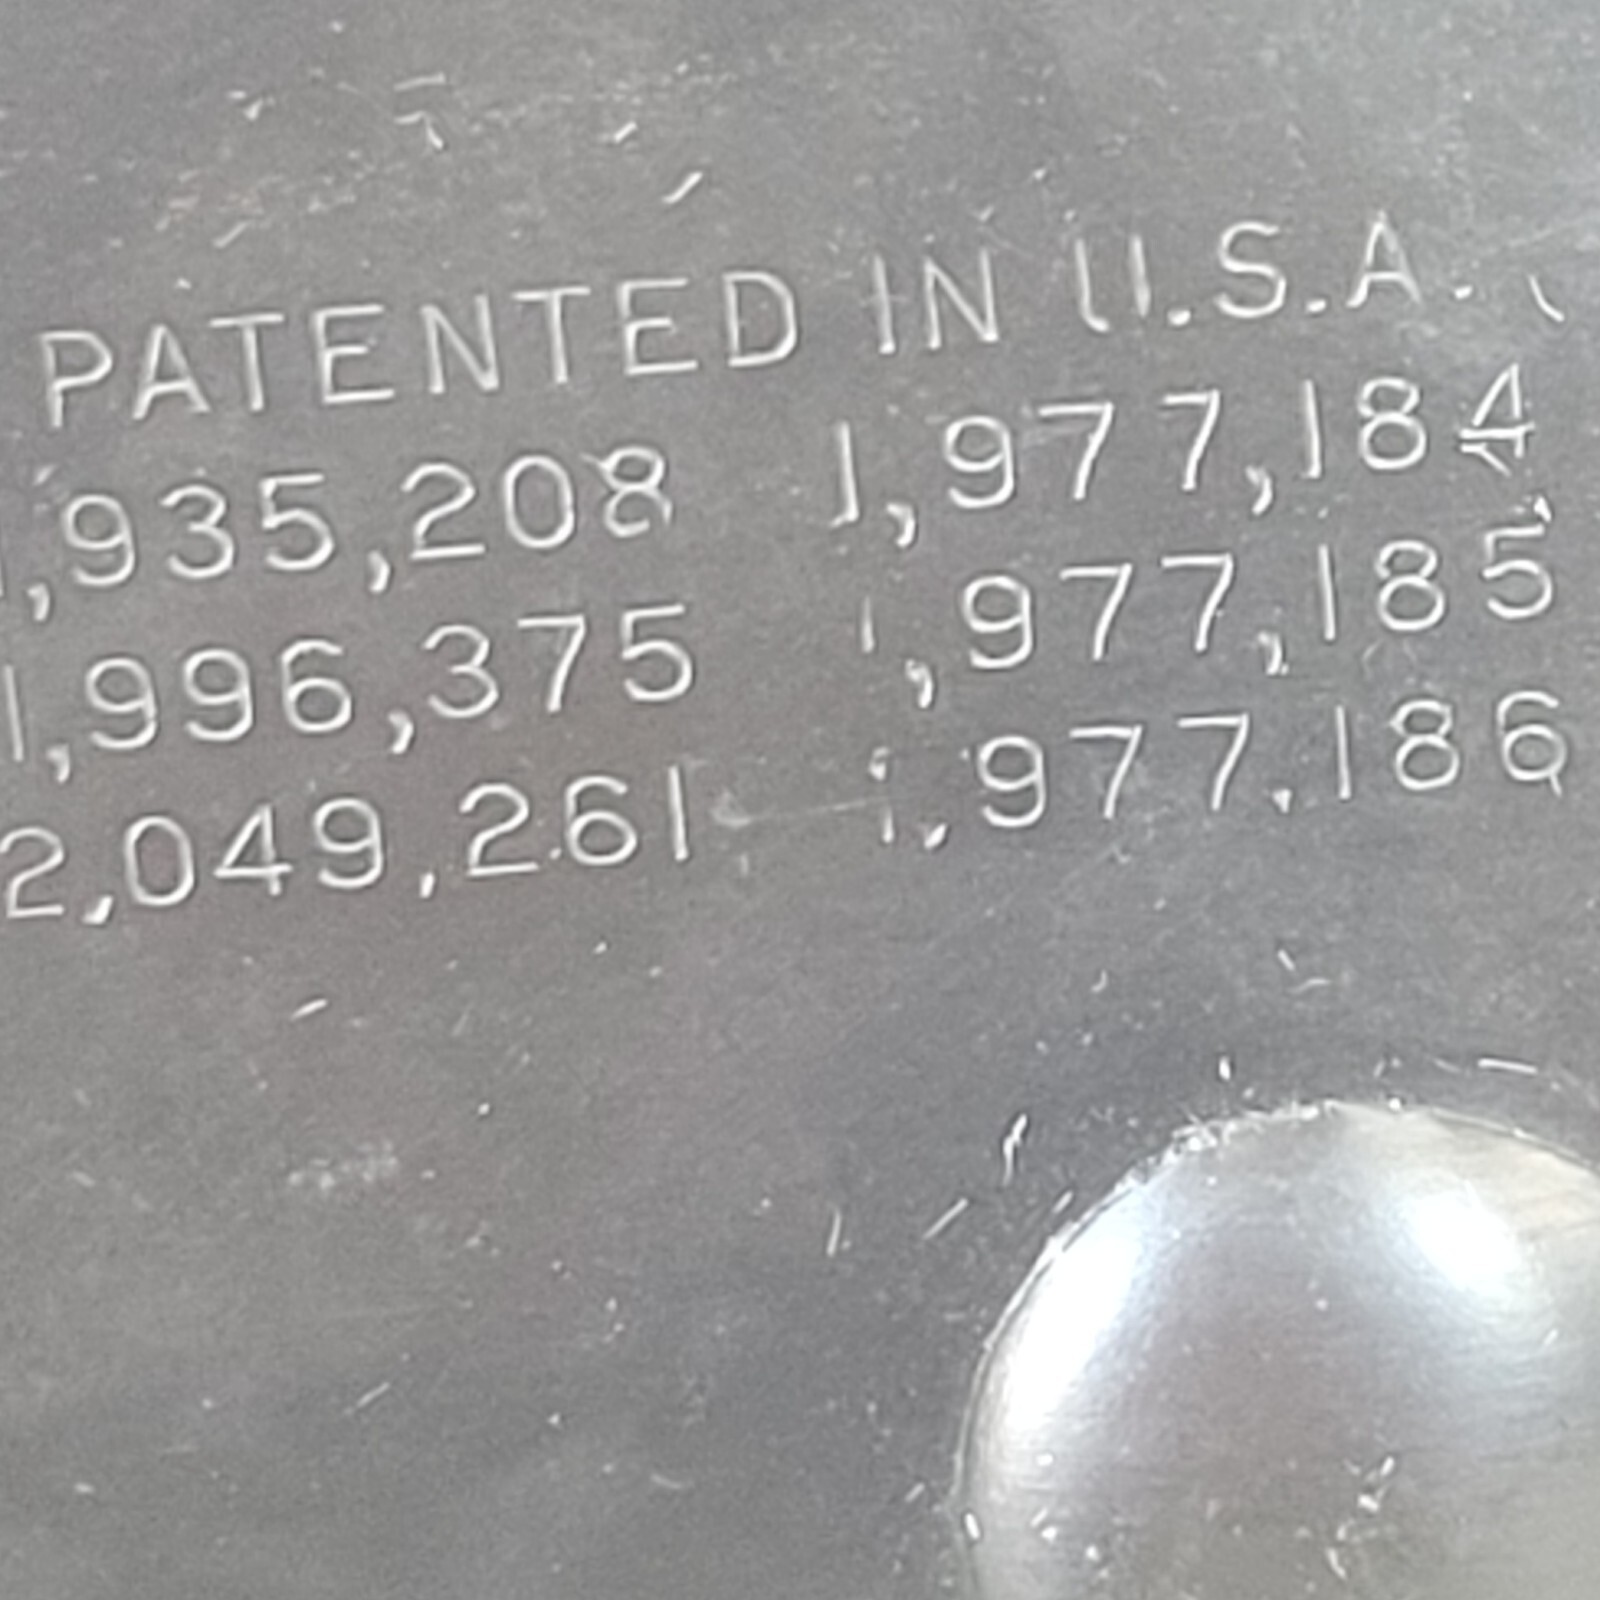 PATENTED IN U.S.A.
1,935,208 1,977,184
1,996,375 1,977,185
2,049,261 1,977,186